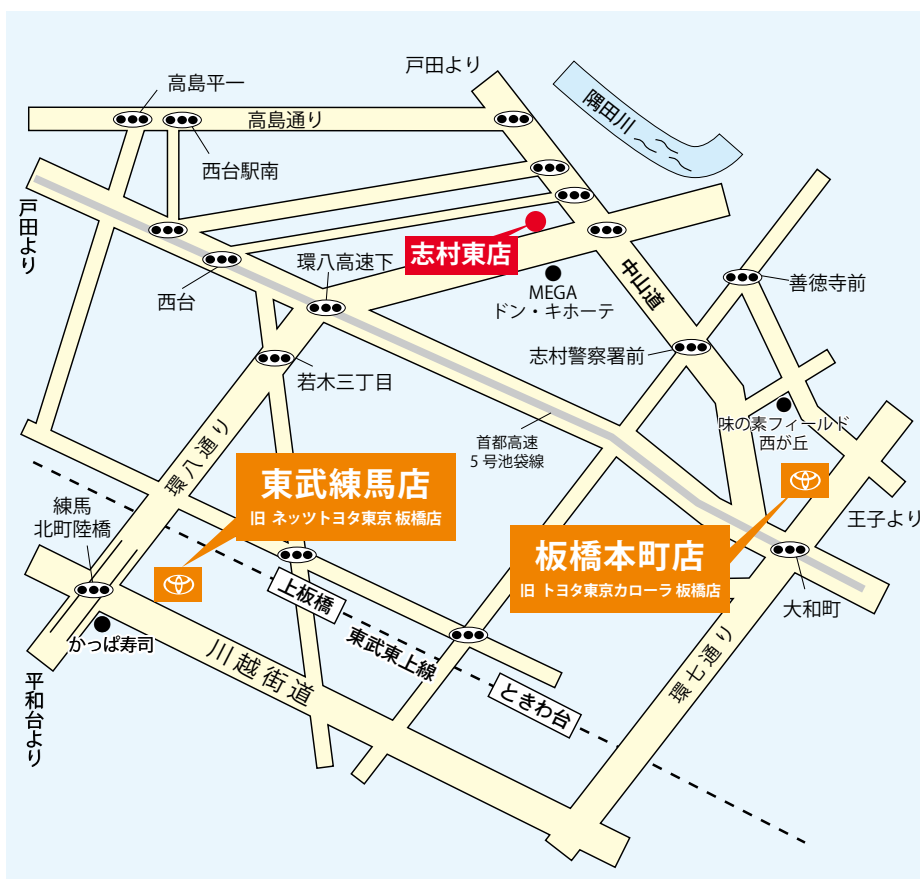 戸田より
高島平一
高島通り
隅田川
西台駅南
戸田より
志村東店
環八高速下
西台
MEGA
ドン・キホーテ
中山道
善徳寺前
志村警察署前
若木三丁目
味の素フィールド
西が丘
首都高速
5号池袋線
環八通り
東武練馬店
旧 ネッツトヨタ東京 板橋店
練馬
北町陸橋
王子より
板橋本町店
旧 トヨタ東京カローラ 板橋店
上板橋
大和町
かっぱ寿司
東武東上線
川越街道
環七通り
ときわ台
平和台より